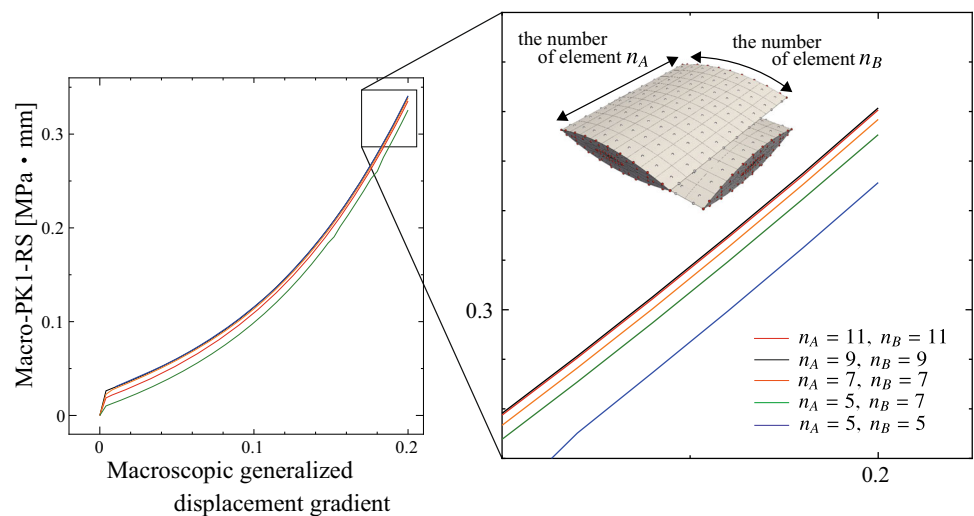 Macro-PK1-RS [MPa・mm]
0.3
0.2
0.1
0
0
0.1
0.2
Macroscopic generalized
displacement gradient
the number
of element n_A
the number
of element n_B
0.3
n_A = 11, n_B = 11
n_A = 9, n_B = 9
n_A = 7, n_B = 7
n_A = 5, n_B = 7
n_A = 5, n_B = 5
0.2